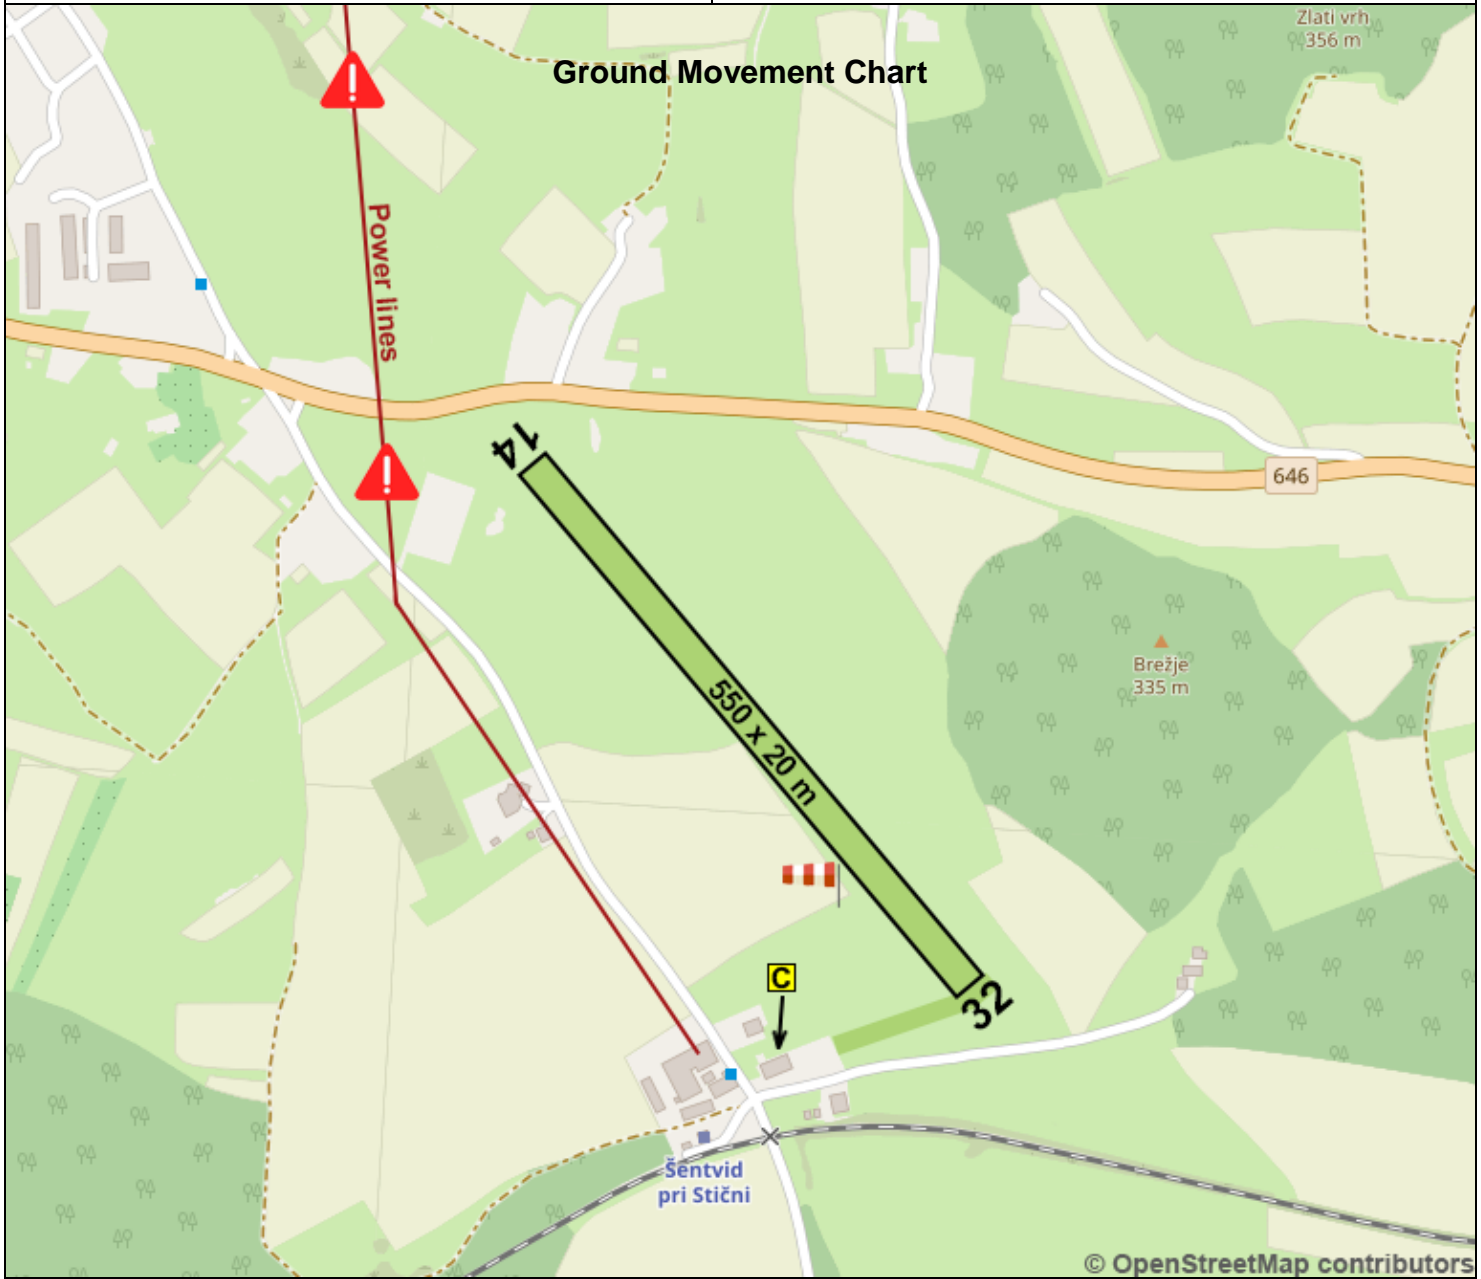 Zlati vrh
356 m
Ground Movement Chart
Power lines
14
646
Brežje
335 m
550 x 20 m
C
32
Šentvid
pri Stični
© OpenStreetMap contributors